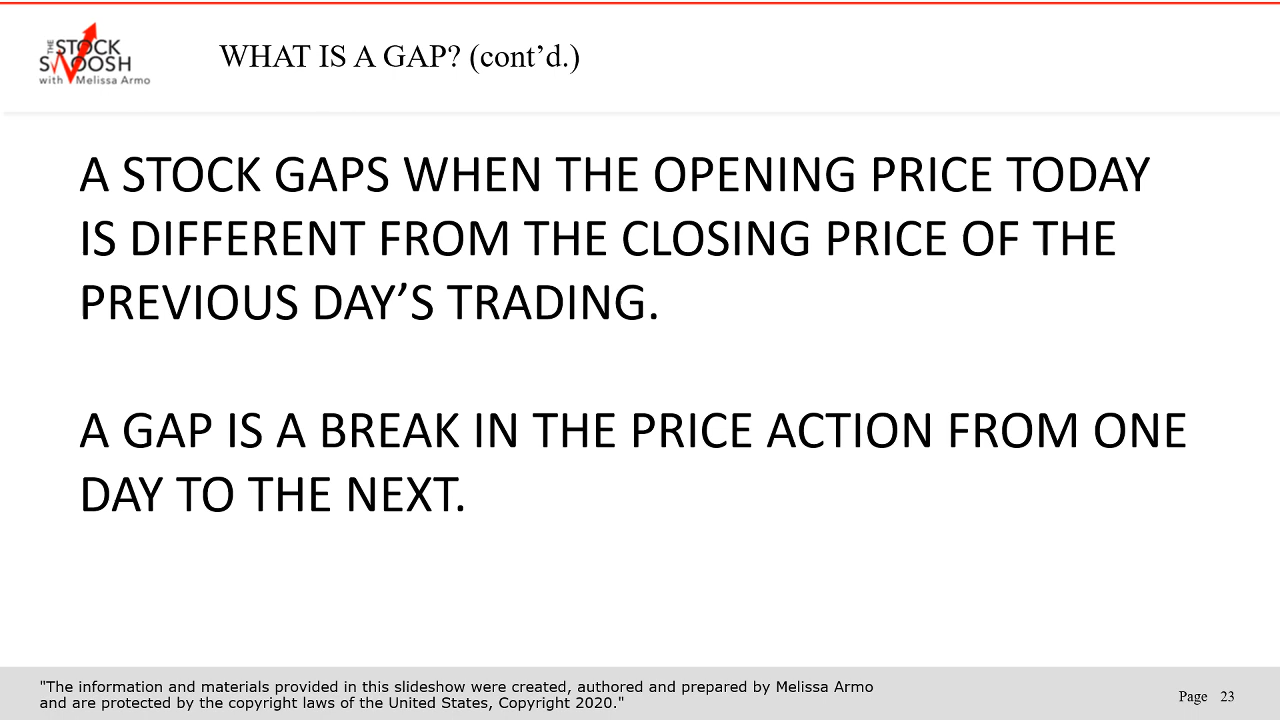 THE STOCK
SWOOSH
with Melissa Armo
WHAT IS A GAP? (cont’d.)
A STOCK GAPS WHEN THE OPENING PRICE TODAY
IS DIFFERENT FROM THE CLOSING PRICE OF THE
PREVIOUS DAY’S TRADING.
A GAP IS A BREAK IN THE PRICE ACTION FROM ONE
DAY TO THE NEXT.
"The information and materials provided in this slideshow were created, authored and prepared by Melissa Armo
and are protected by the copyright laws of the United States, Copyright 2020."
Page 23